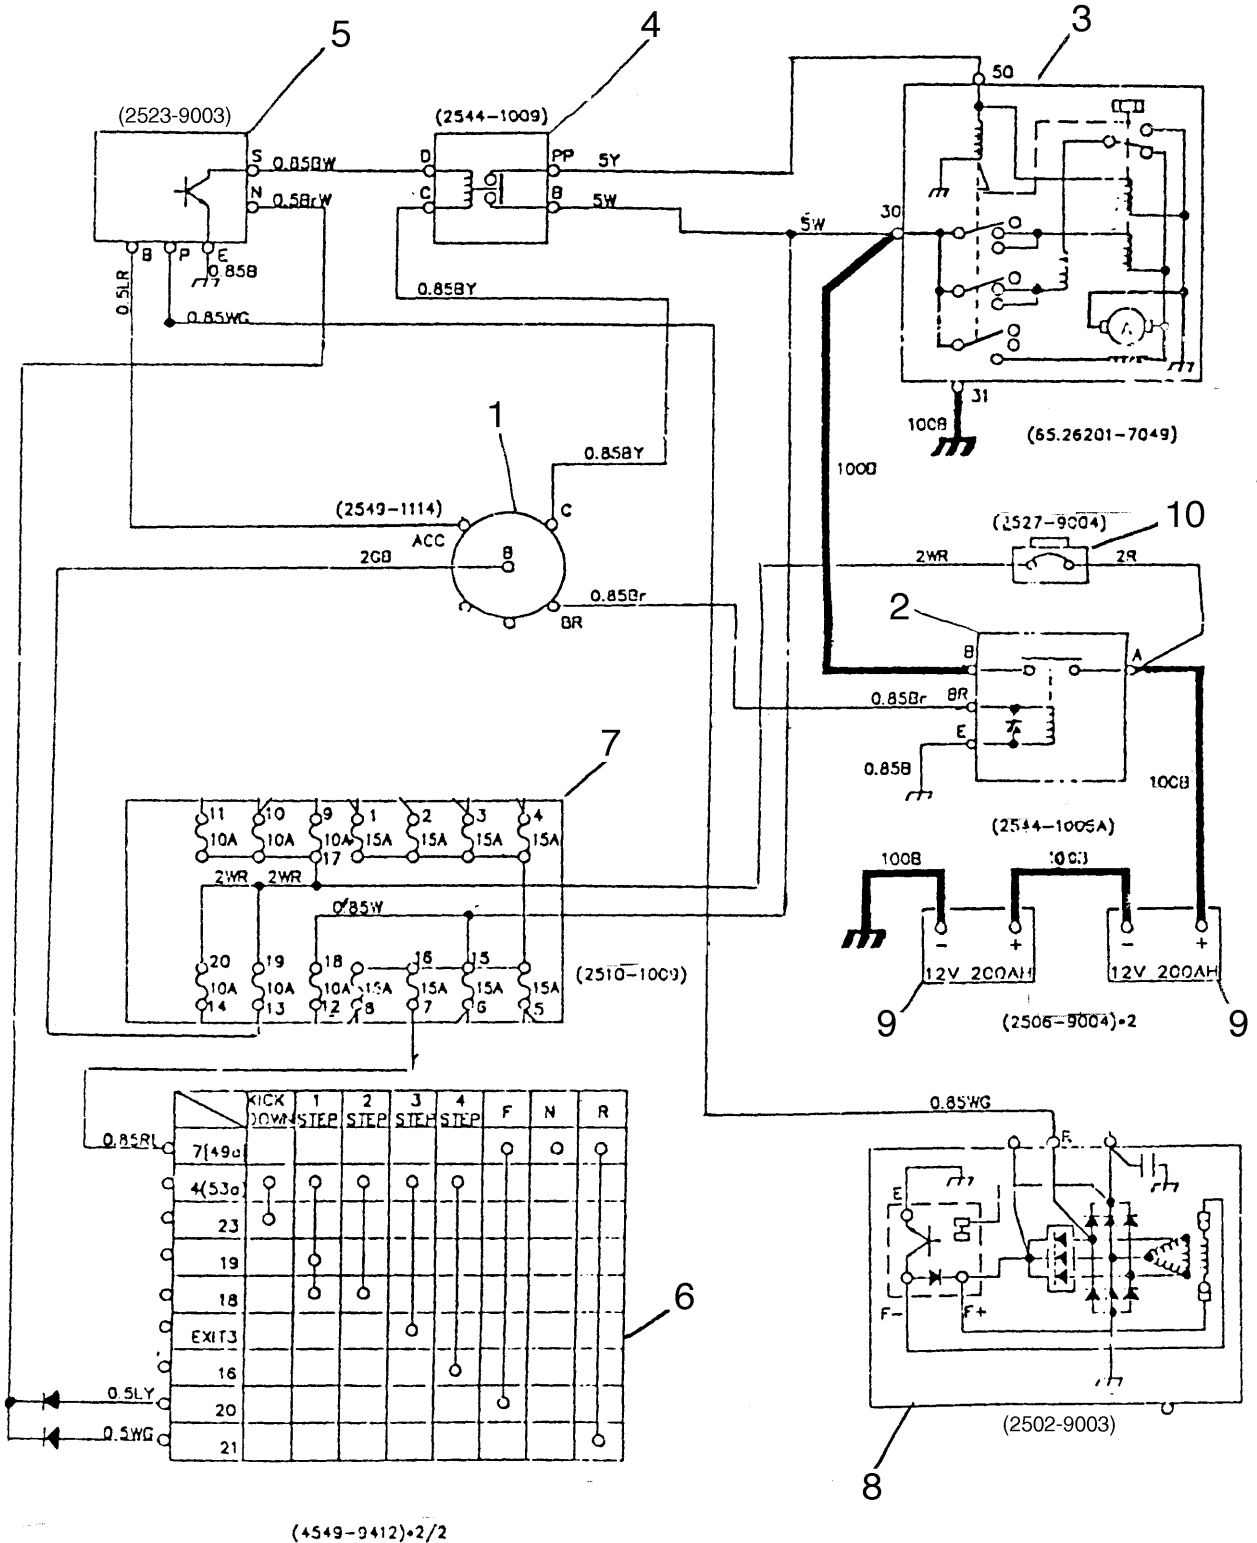 5
4
3
(2523-9003)
(2544-1009)
50
S
0.85BW
D
PP
5Y
N
0.5BrW
C
B
5W
5W
30
B
P
E
0.85B
0.5LR
0.85WG
0.85BY
A
31
100B
(65.26201-7049)
1
0.85BY
100B
(2549-1114)
C
ACC
B
2GB
0.85Br
BR
(2527-9004)
10
2WR
2R
2
B
A
0.85Br
BR
E
0.85B
100B
(2544-1005A)
7
11
10
9
1
2
3
4
10A
10A
10A
15A
15A
15A
15A
17
2WR
2WR
0.85W
20
19
18
16
15
10A
10A
10A
15A
15A
15A
15A
14
13
12
8
7
6
5
(2510-1009)
100B
100B
-
+
-
+
12V 200AH
12V 200AH
9
(2506-9004)•2
9
KICK DOWN
1 STEP
2 STEP
3 STEP
4 STEP
F
N
R
0.85RL
7(49a)
4(53a)
23
19
18
EXIT3
16
0.5LY
20
0.5WG
21
6
0.85WG
R
E
F-
F+
(2502-9003)
8
(4549-9412)•2/2